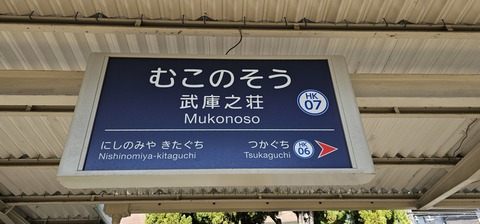 むこのそう
武庫之荘
Mukonoso
HK
07
にしのみや きたぐち
Nishinomiya-kitaguchi
つかぐち
Tsukaguchi
HK
06